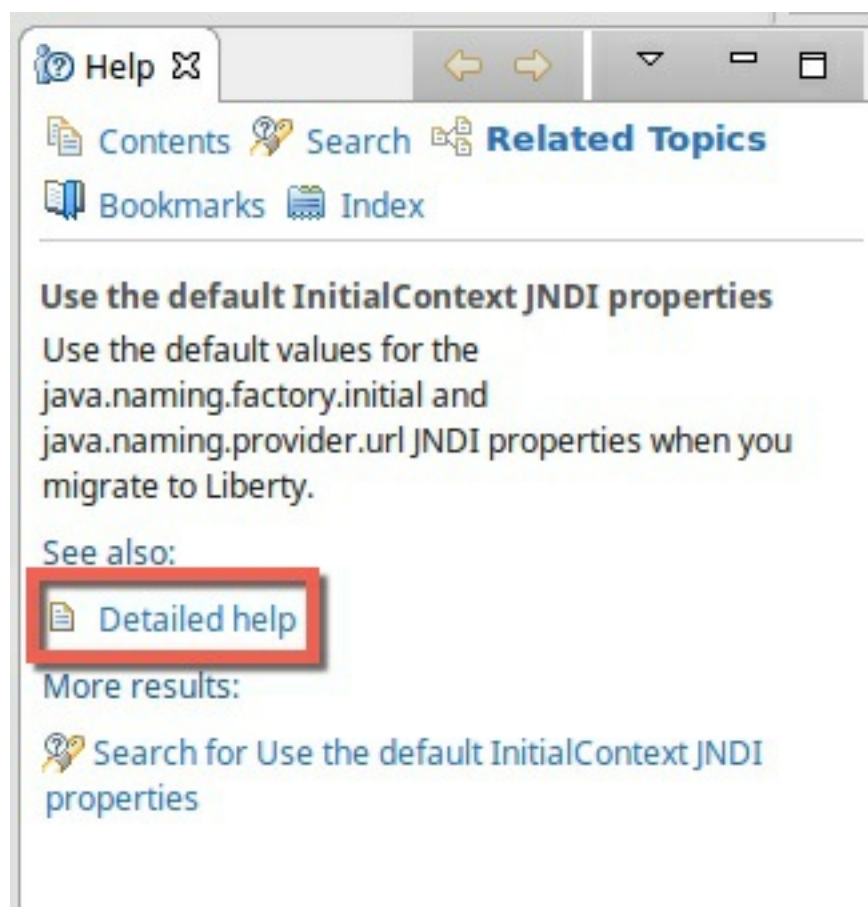 Help
Contents Search Related Topics
Bookmarks Index
Use the default InitialContext JNDI properties
Use the default values for the
java.naming.factory.initial and
java.naming.provider.url JNDI properties when you
migrate to Liberty.
See also:
Detailed help
More results:
Search for Use the default InitialContext JNDI
properties